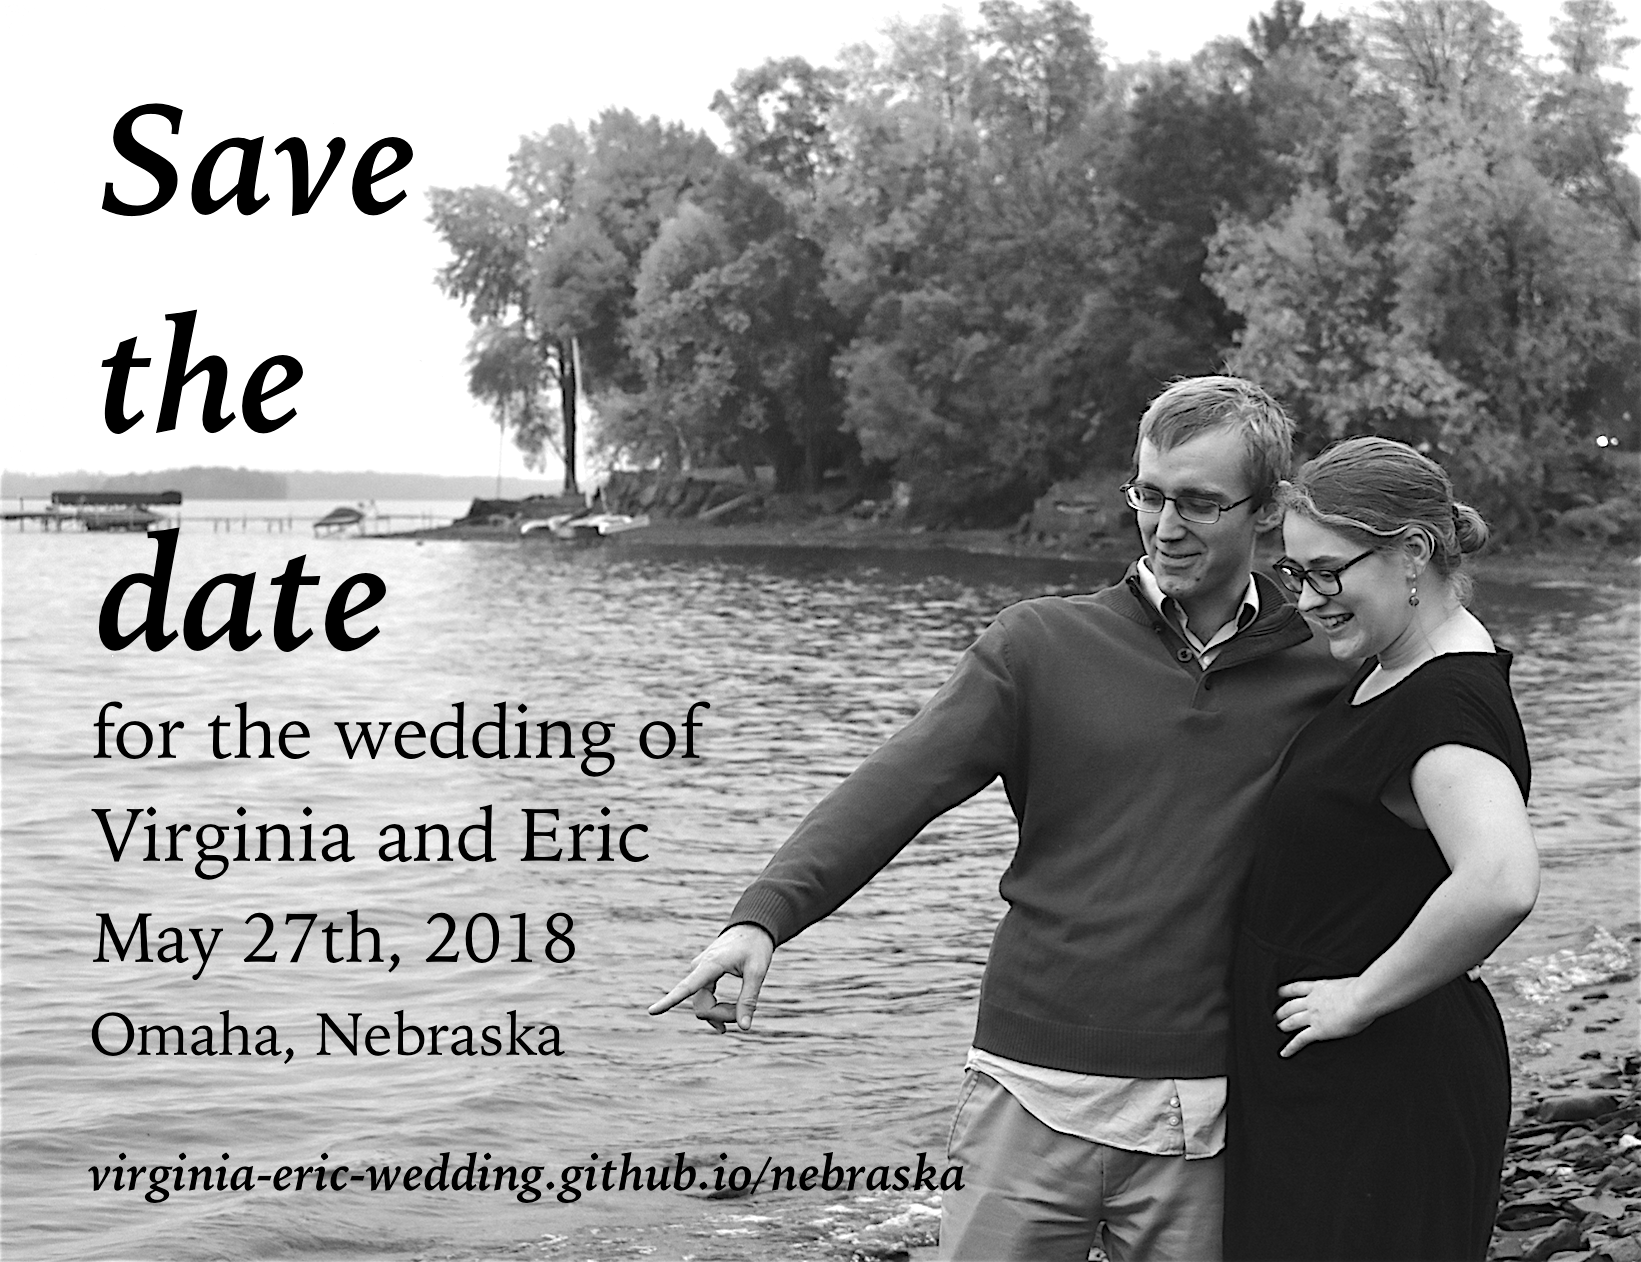 Save
the
date
for the wedding of
Virginia and Eric
May 27th, 2018
Omaha, Nebraska
virginia-eric-wedding.github.io/nebraska